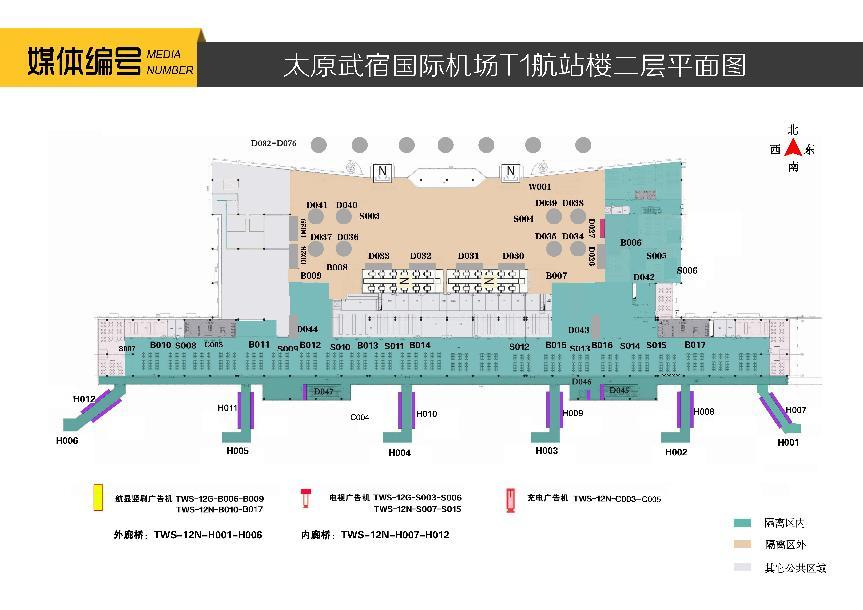 媒体编号
MEDIA
NUMBER
太原武宿国际机场T1航站楼二层平面图
北
西 东
南
D082-D076
N N
W001
D041 D040 S003
D039 D038
S004
D029
D027
D037 D036
D035 D034
B006
D028
D026
S005
D033 D032 D031 D030
B008
B009
B007
D042
S006
N N
D044
D043
S007 B010 S008 C003 B011 S009 B012 S010 B013 S011 B014 S012 B015 S013 B016 S014 S015 B017
D046
D047
D045
H012
H011
C004
H010
H009
H008
H007
H006
H005
H004
H003
H002
H001
航显竖刷广告机 TWS-12G-B006-B009
TWS-12N-B010-B017
电视广告机 TWS-12G-S003-S006
TWS-12N-S007-S015
充电广告机 TWS-12N-C003-C005
外廊桥：TWS-12N-H001-H006
内廊桥：TWS-12N-H007-H012
隔离区内
隔离区外
其它公共区域